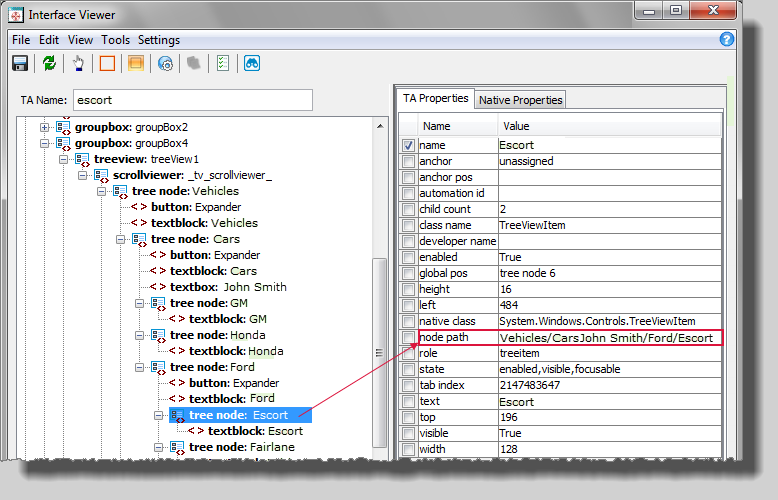 Interface Viewer
File Edit View Tools Settings
TA Name: escort
groupbox: groupBox2
groupbox: groupBox4
treeview: treeView1
scrollviewer: _tv_scrollviewer_
tree node: Vehicles
< > button: Expander
< > textblock: Vehicles
tree node: Cars
< > button: Expander
< > textblock: Cars
< > textbox: John Smith
tree node: GM
< > textblock: GM
tree node: Honda
< > textblock: Honda
tree node: Ford
< > button: Expander
< > textblock: Ford
tree node: Escort
< > textblock: Escort
tree node: Fairlane
TA Properties Native Properties
Name Value
name Escort
anchor unassigned
anchor pos
automation id
child count 2
class name TreeViewItem
developer name
enabled True
global pos tree node 6
height 16
left 484
native class System.Windows.Controls.TreeViewItem
node path Vehicles/CarsJohn Smith/Ford/Escort
role treeitem
state enabled,visible,focusable
tab index 2147483647
text Escort
top 196
visible True
width 128